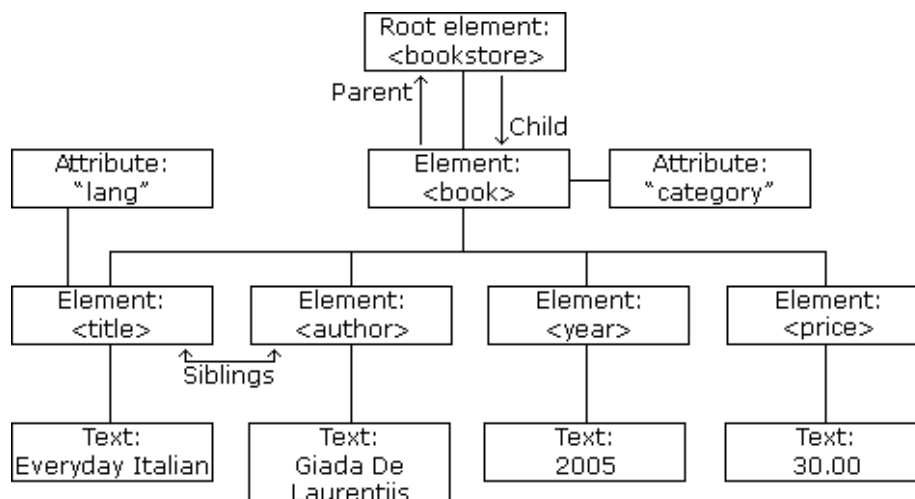 Root element:
<bookstore>
Parent
Child
Attribute:
“lang”
Element:
<book>
Attribute:
“category”
Element:
<title>
Element:
<author>
Element:
<year>
Element:
<price>
Siblings
Text:
Everyday Italian
Text:
Giada De
Laurentiis
Text:
2005
Text:
30.00